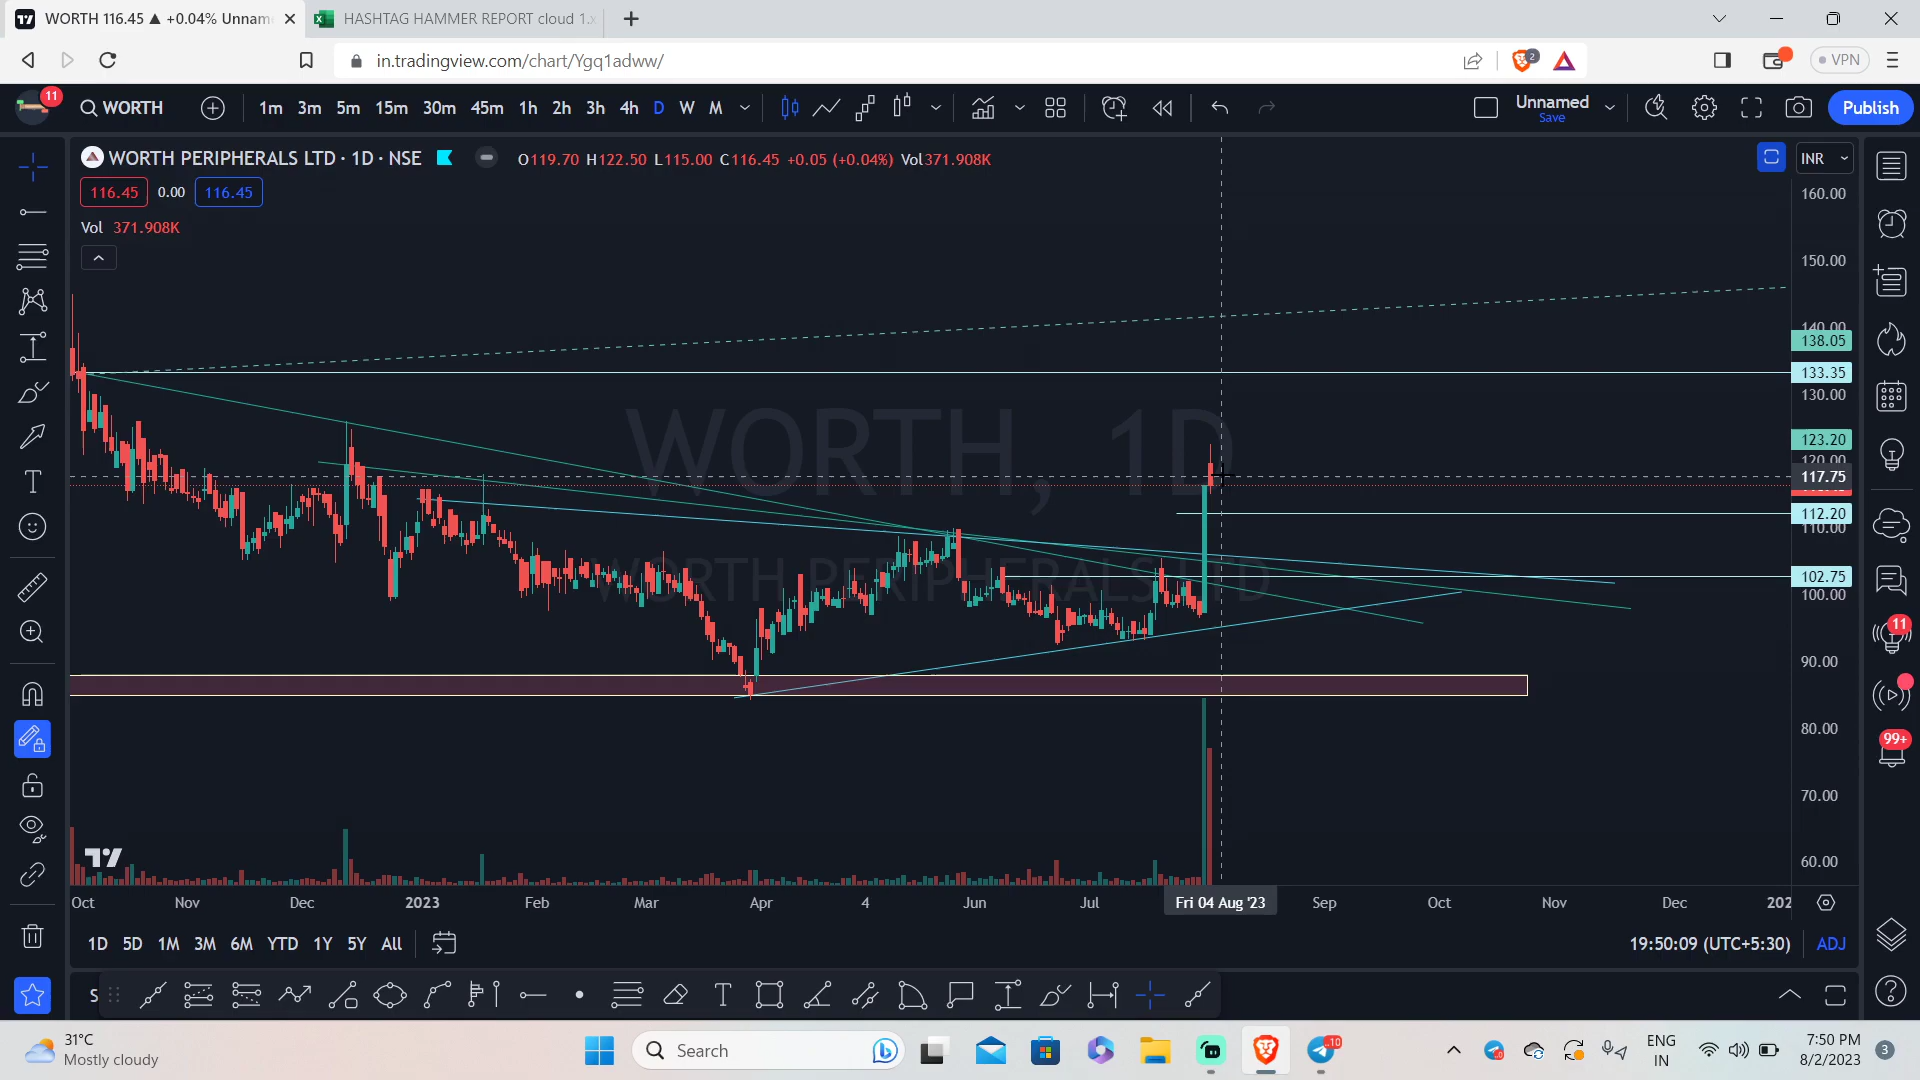 WORTH 116.45 ▲ +0.04% Unnam
HASHTAG HAMMER REPORT cloud 1.x
in.tradingview.com/chart/Ygq1adww/
2
VPN
11
WORTH
1m 3m 5m 15m 30m 45m 1h 2h 3h 4h D W M
Unnamed
Save
Publish
WORTH PERIPHERALS LTD · 1D · NSE
O119.70 H122.50 L115.00 C116.45 +0.05 (+0.04%) Vol371.908K
INR
116.45 0.00 116.45
Vol 371.908K
160.00
150.00
140.00
138.05
133.35
130.00
123.20
120.00
117.75
112.20
110.00
102.75
100.00
90.00
80.00
70.00
60.00
WORTH, 1D
WORTH PERIPHERALS LTD
11
99+
Oct Nov Dec 2023 Feb Mar Apr 4 Jun Jul Fri 04 Aug '23 Sep Oct Nov Dec 202
1D 5D 1M 3M 6M YTD 1Y 5Y All
19:50:09 (UTC+5:30) ADJ
S
31°C
Mostly cloudy
Search
10
ENG
IN
7:50 PM
8/2/2023
3